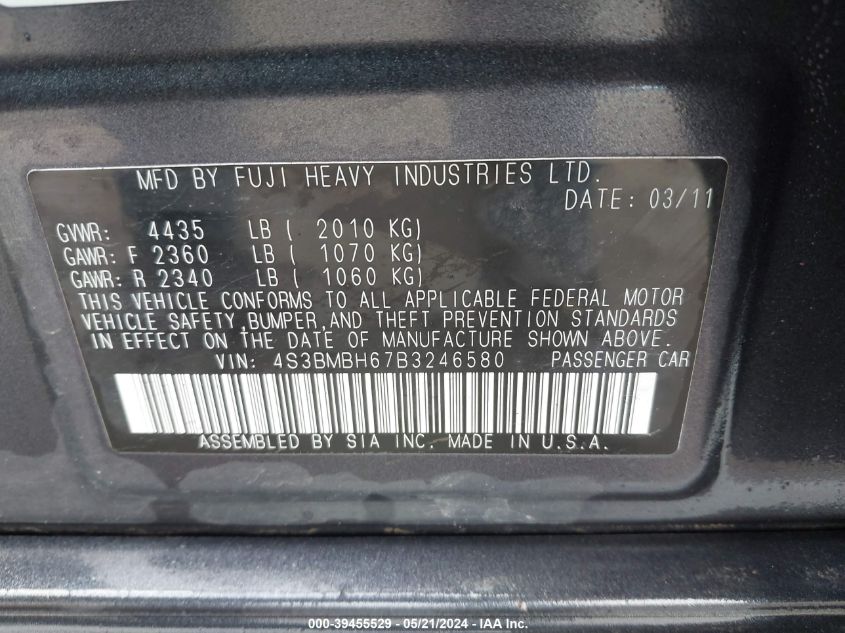 MFD BY FUJI HEAVY INDUSTRIES LTD.
DATE: 03/11
GVWR: 4435 LB ( 2010 KG)
GAWR: F 2360 LB ( 1070 KG)
GAWR: R 2340 LB ( 1060 KG)
THIS VEHICLE CONFORMS TO ALL APPLICABLE FEDERAL MOTOR
VEHICLE SAFETY, BUMPER, AND THEFT PREVENTION STANDARDS
IN EFFECT ON THE DATE OF MANUFACTURE SHOWN ABOVE.
VIN: 4S3BMBH67B3246580 PASSENGER CAR
ASSEMBLED BY SIA INC. MADE IN U.S.A.
000-39455529 - 05/21/2024 - IAA Inc.